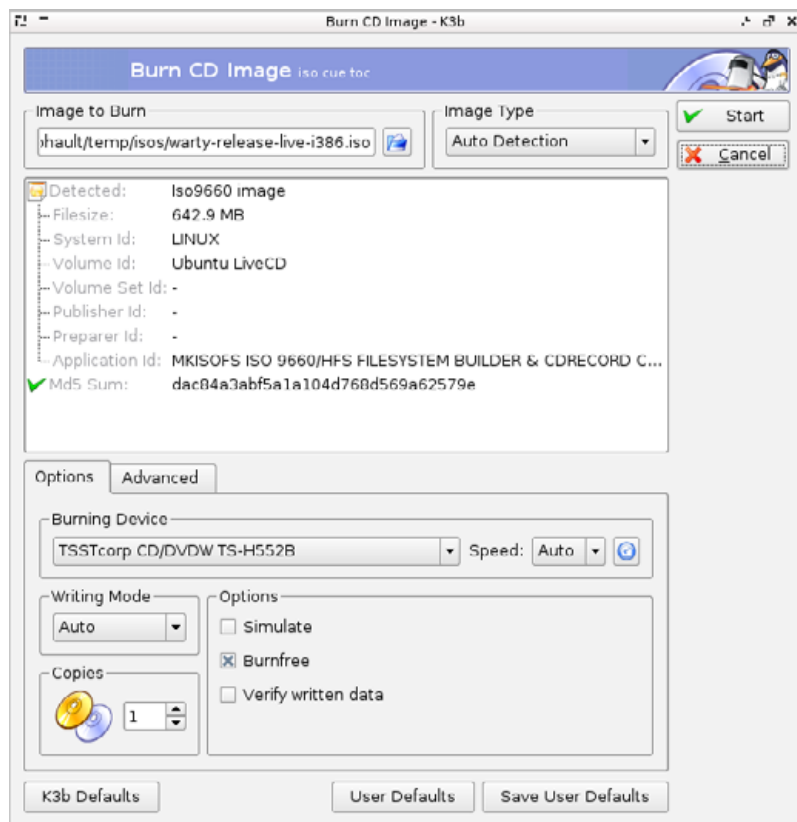 Burn CD Image - K3b
Burn CD Image iso cue toc
Image to Burn
Image Type
Start
hault/temp/isos/warty-release-live-i386.iso
Auto Detection
Cancel
Detected: Iso9660 image
Filesize: 642.9 MB
System Id: LINUX
Volume Id: Ubuntu LiveCD
Volume Set Id: -
Publisher Id: -
Preparer Id: -
Application Id: MKISOFS ISO 9660/HFS FILESYSTEM BUILDER & CDRECORD C...
Md5 Sum: dac84a3abf5a1a104d768d569a62579e
Options
Advanced
Burning Device
TSSTcorp CD/DVDW TS-H552B
Speed: Auto
Writing Mode
Options
Auto
Simulate
Burnfree
Copies
Verify written data
1
K3b Defaults
User Defaults
Save User Defaults